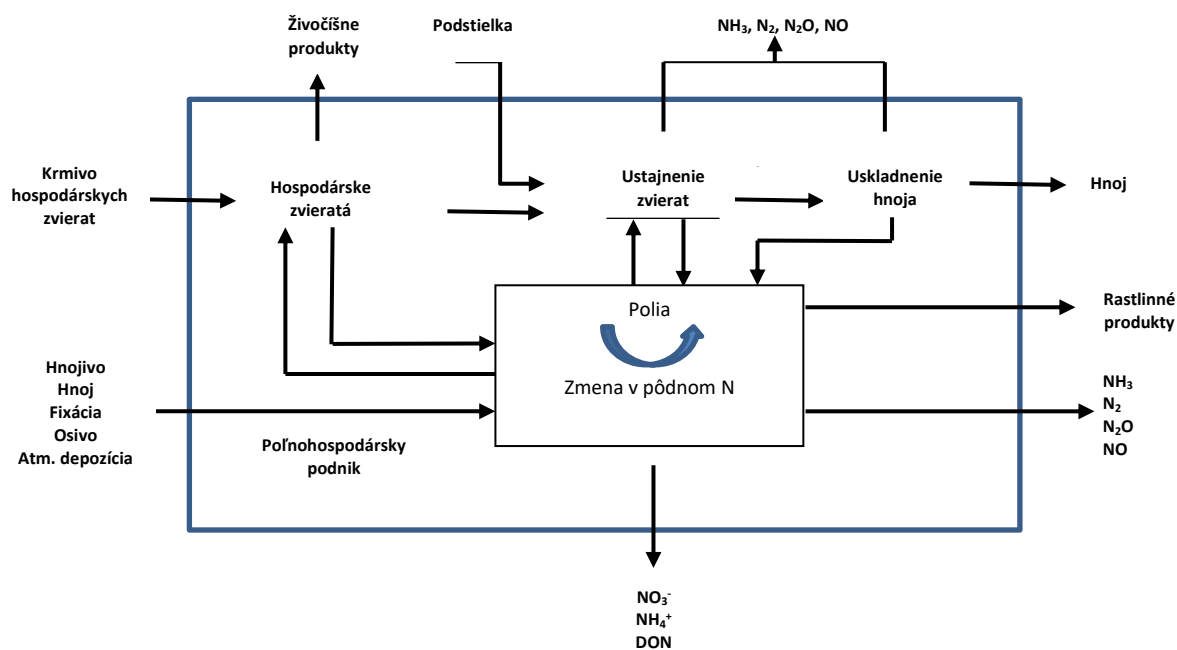 Živočíšne
produkty
Podstielka
NH₃, N₂, N₂O, NO
Krmivo
hospodárskych
zvierat
Hospodárske
zvieratá
Ustajnenie
zvierat
Uskladnenie
hnoja
Hnoj
Polia
Zmena v pôdnom N
Rastlinné
produkty
Hnojivo
Hnoj
Fixácia
Osivo
Atm. depozícia
Poľnohospodársky
podnik
NH₃
N₂
N₂O
NO
NO₃⁻
NH₄⁺
DON